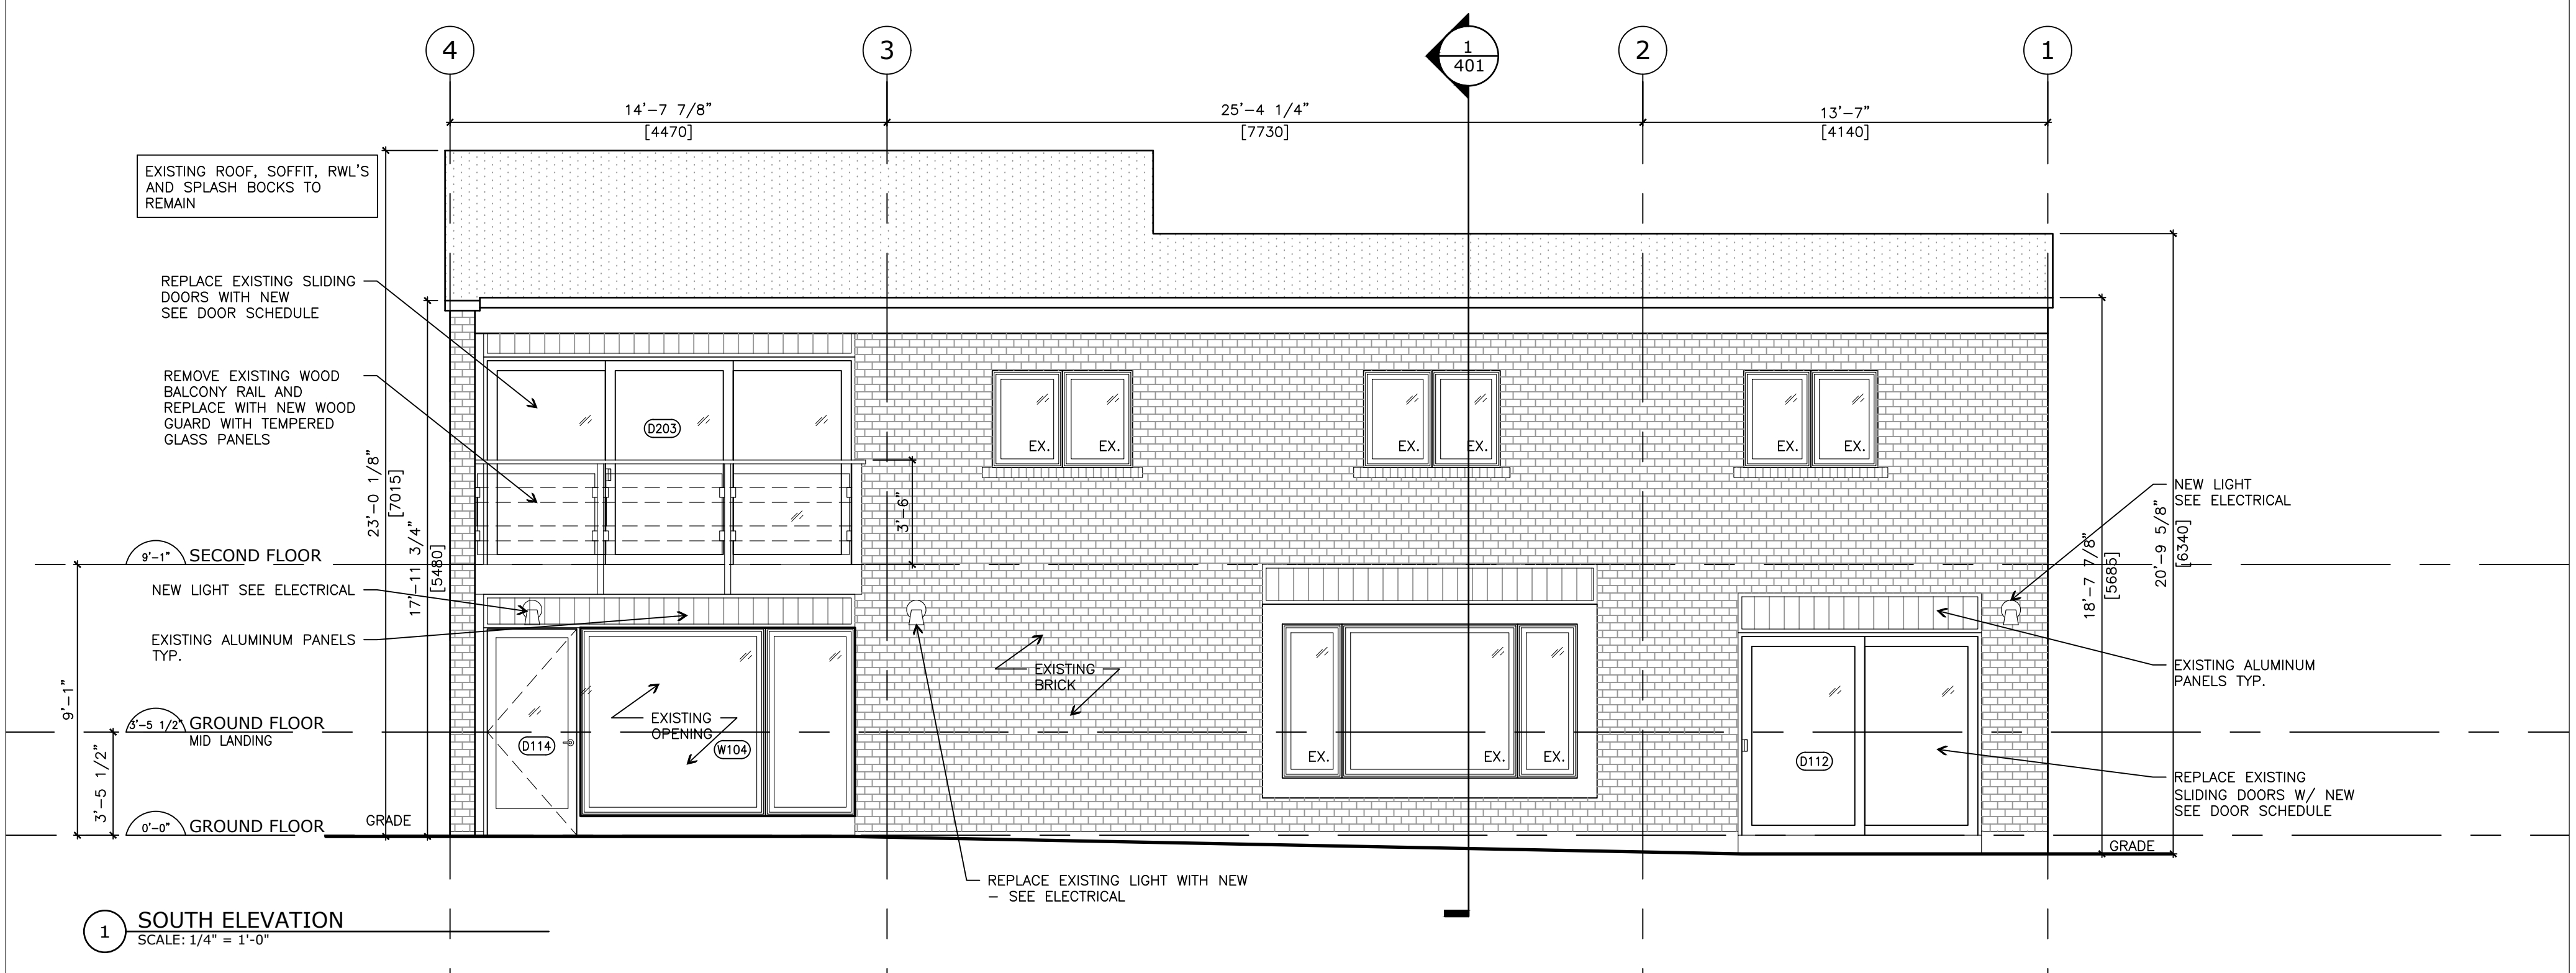 4
3
1
401
2
1
14'-7 7/8"
[4470]
25'-4 1/4"
[7730]
13'-7"
[4140]
EXISTING ROOF, SOFFIT, RWL'S
AND SPLASH BOCKS TO
REMAIN
REPLACE EXISTING SLIDING
DOORS WITH NEW
SEE DOOR SCHEDULE
REMOVE EXISTING WOOD
BALCONY RAIL AND
REPLACE WITH NEW WOOD
GUARD WITH TEMPERED
GLASS PANELS
23'-0 1/8"
[7015]
17'-11 3/4"
[5480]
D203
EX.
EX.
EX.
EX.
EX.
EX.
3'-6"
NEW LIGHT
SEE ELECTRICAL
20'-9 5/8"
[6340]
18'-7 7/8"
[5685]
9'-1"
SECOND FLOOR
NEW LIGHT SEE ELECTRICAL
EXISTING ALUMINUM PANELS
TYP.
9'-1"
3'-5 1/2"
GROUND FLOOR
MID LANDING
3'-5 1/2"
0'-0"
GROUND FLOOR
GRADE
EXISTING
OPENING
D114
W104
EXISTING
BRICK
EX.
EX.
EX.
D112
EXISTING ALUMINUM
PANELS TYP.
REPLACE EXISTING
SLIDING DOORS W/ NEW
SEE DOOR SCHEDULE
GRADE
REPLACE EXISTING LIGHT WITH NEW
- SEE ELECTRICAL
1
SOUTH ELEVATION
SCALE: 1/4" = 1'-0"